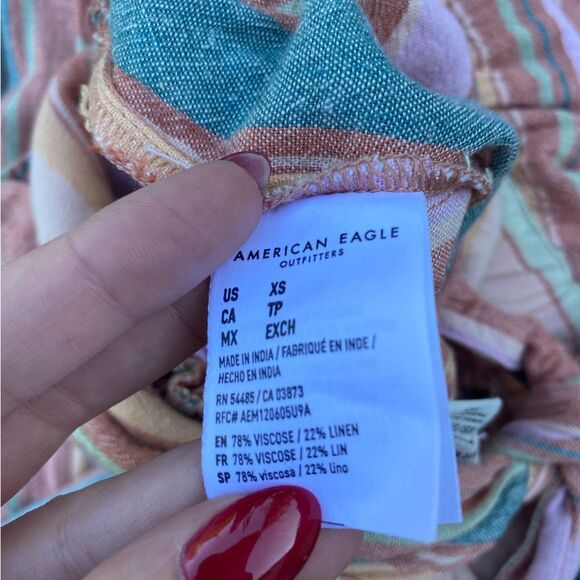 AMERICAN EAGLE
OUTFITTERS
US XS
CA TP
MX EXCH
MADE IN INDIA / FABRIQUÉ EN INDE /
HECHO EN INDIA
RN 54485 / CA 03873
RFC# AEM120605U9A
EN 78% VISCOSE / 22% LINEN
FR 78% VISCOSE / 22% LIN
SP 78% viscosa / 22% lino